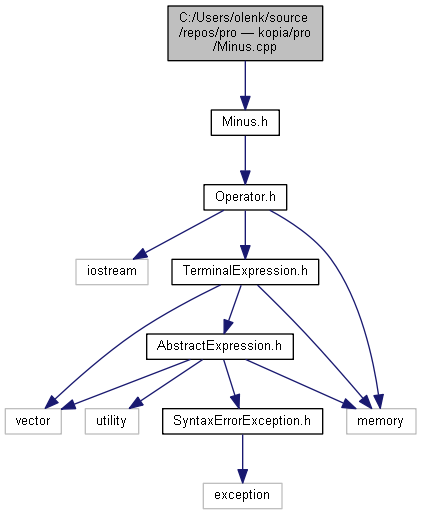 C:/Users/olenk/source
/repos/pro — kopia/pro
/Minus.cpp
Minus.h
Operator.h
iostream
TerminalExpression.h
AbstractExpression.h
vector
utility
SyntaxErrorException.h
memory
exception